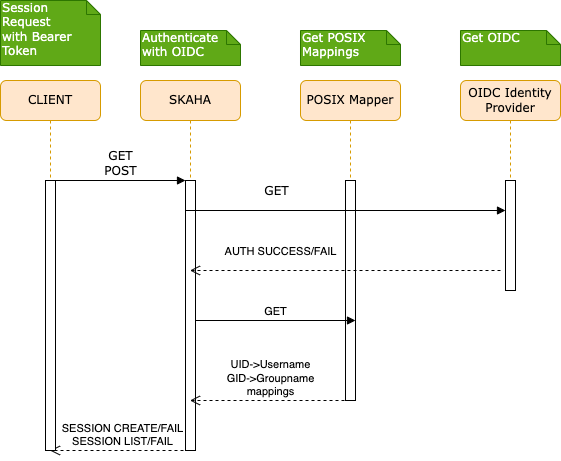 Session
Request
with Bearer
Token
Authenticate
with OIDC
Get POSIX
Mappings
Get OIDC
CLIENT
SKAHA
POSIX Mapper
OIDC Identity
Provider
GET
POST
GET
AUTH SUCCESS/FAIL
GET
UID->Username
GID->Groupname
mappings
SESSION CREATE/FAIL
SESSION LIST/FAIL